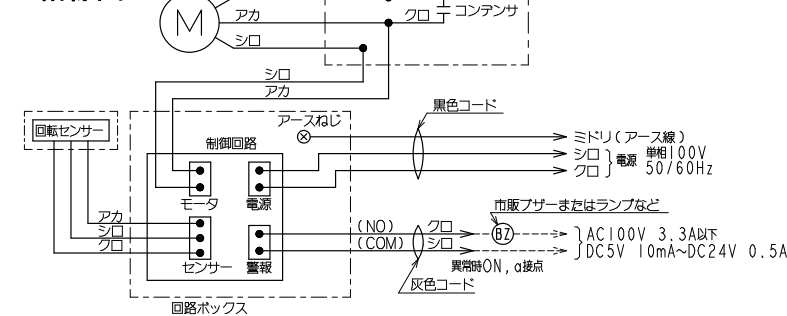 M
アカ
クロ
コンデンサ
シロ
シロ
アカ
黒色コード
アースねじ
回転センサー
制御回路
ミドリ(アース線)
シロ
クロ
電源
単相100V
50/60Hz
モータ
電源
市販ブザーまたはランプなど
アカ
シロ
クロ
(NO)
クロ
BZ
(COM)
シロ
AC100V 3.3A以下
DC5V 10mA~DC24V 0.5A
センサー
警報
異常時ON,a接点
灰色コード
回路ボックス